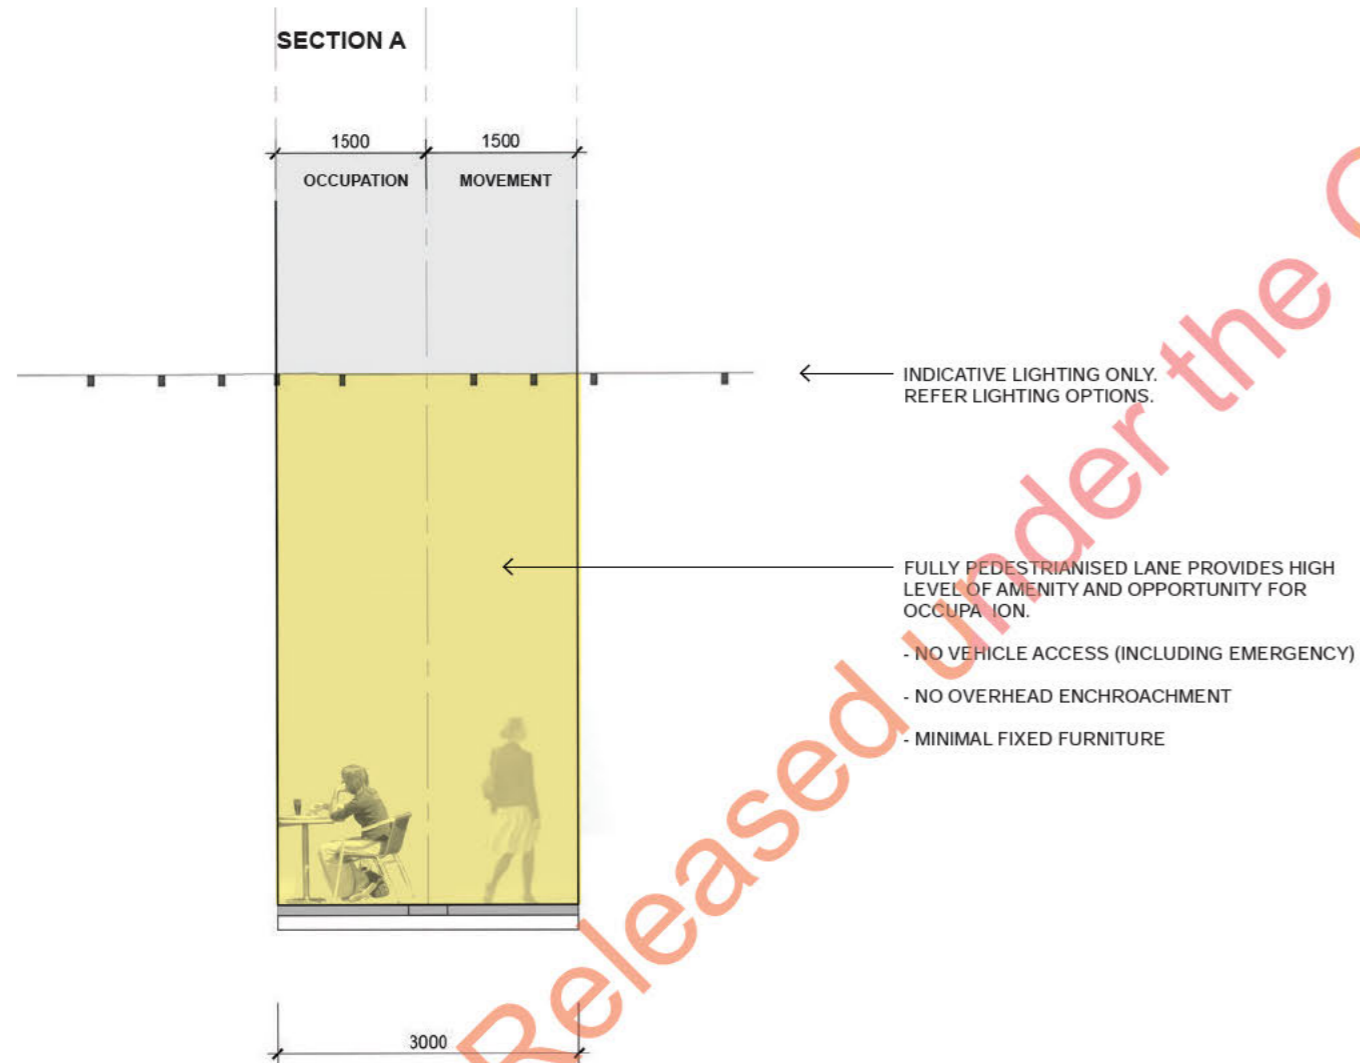 SECTION A
1500
1500
OCCUPATION
MOVEMENT
INDICATIVE LIGHTING ONLY.
REFER LIGHTING OPTIONS.
FULLY PEDESTRIANISED LANE PROVIDES HIGH
LEVEL OF AMENITY AND OPPORTUNITY FOR
OCCUPA ION.
- NO VEHICLE ACCESS (INCLUDING EMERGENCY)
- NO OVERHEAD ENCHROACHMENT
- MINIMAL FIXED FURNITURE
3000
Released under the